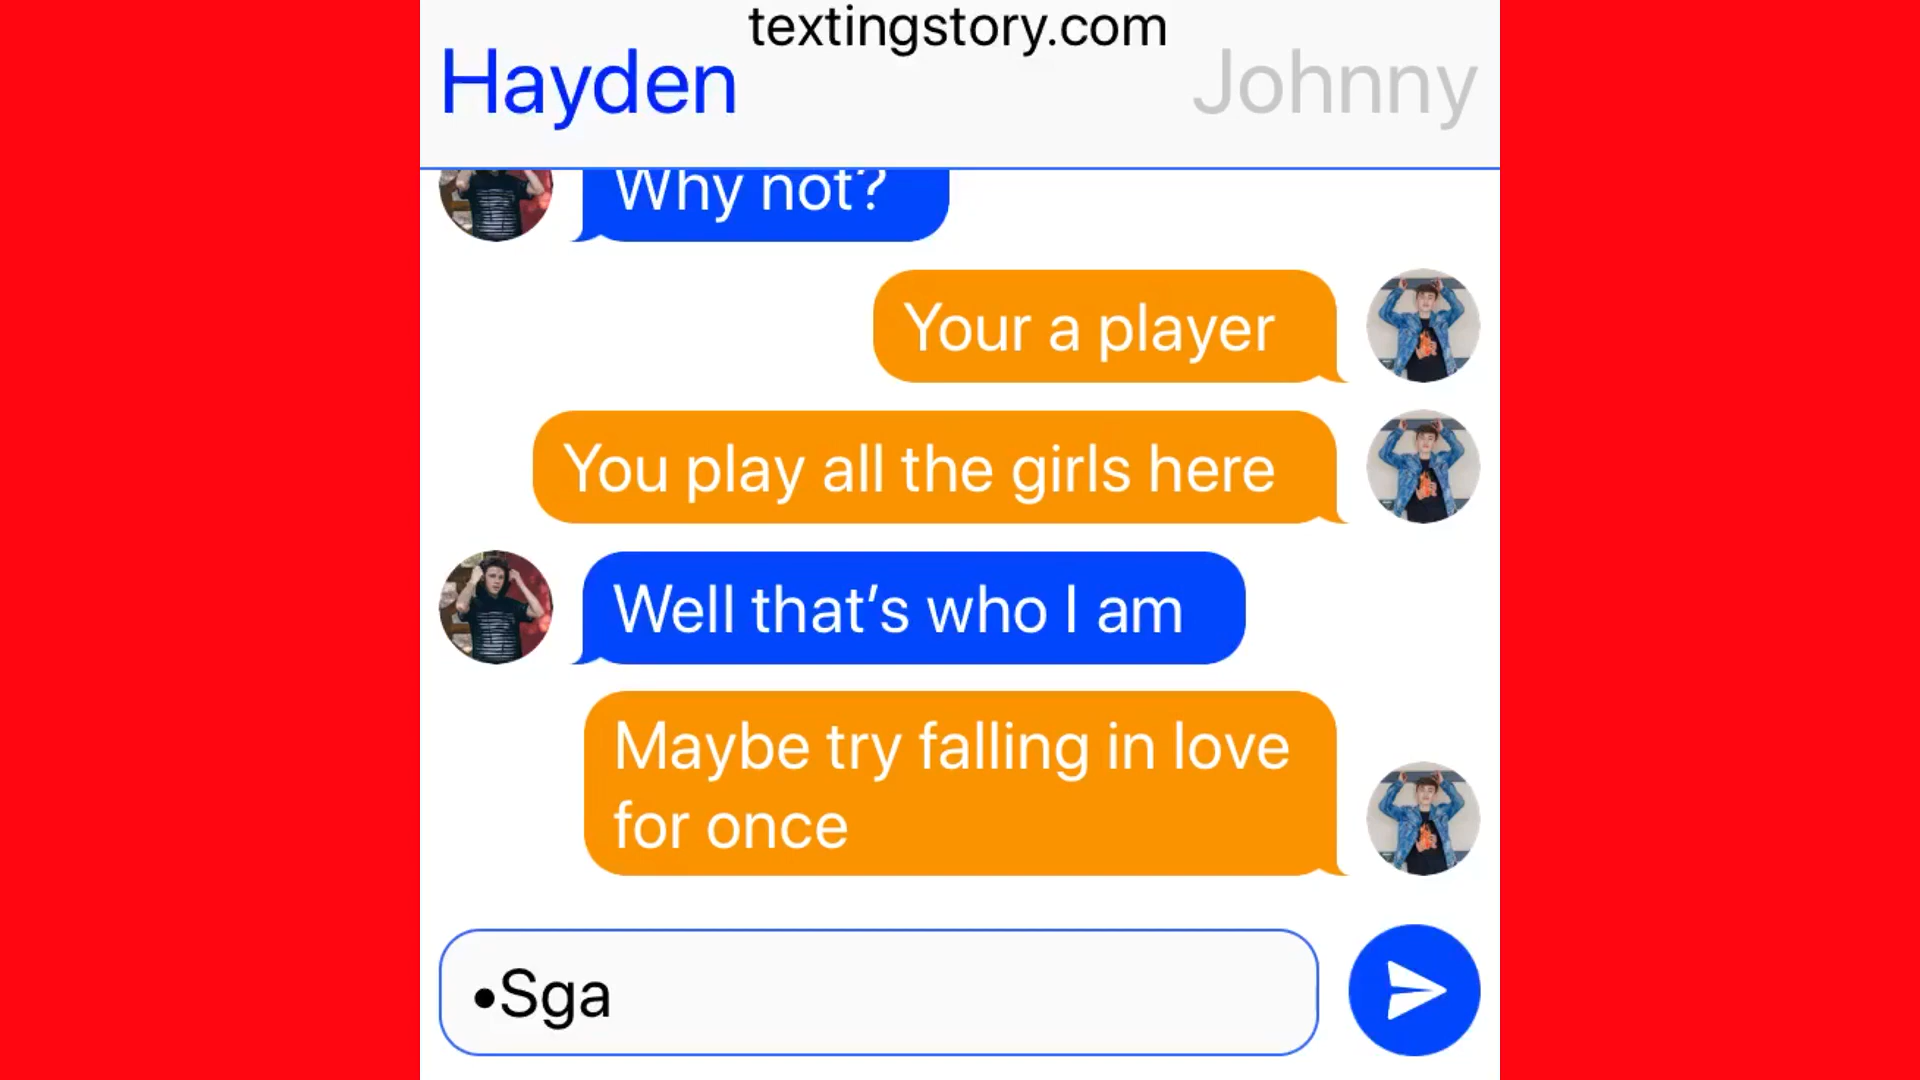 textingstory.com
Hayden
Johnny
Why not?
Your a player
You play all the girls here
Well that’s who I am
Maybe try falling in love
for once
•Sga